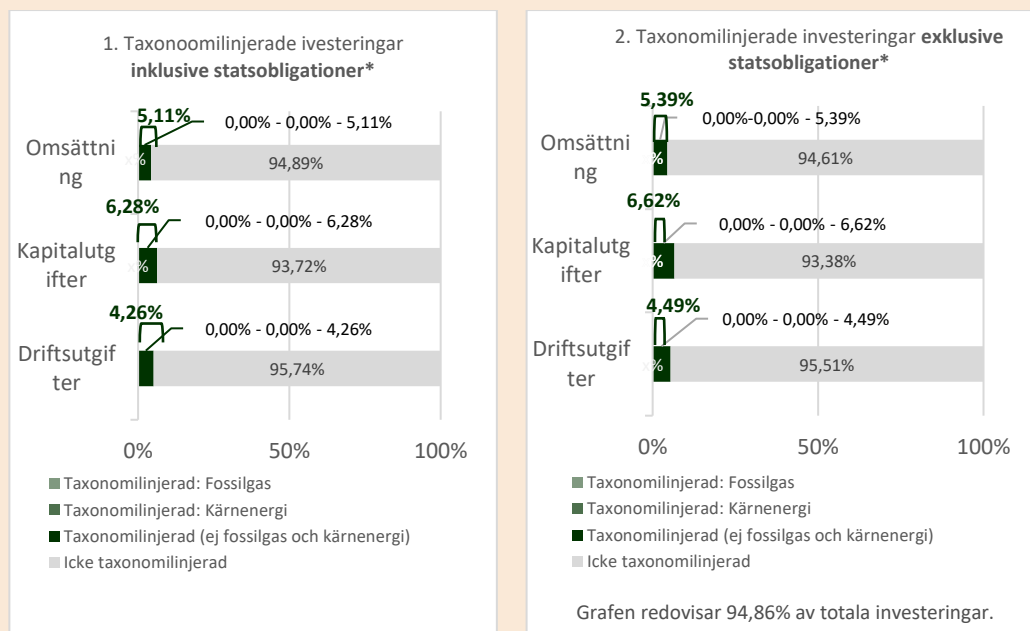 1. Taxonoomilinjerade ivesteringar
inklusive statsobligationer*
5,11%
0,00% - 0,00% - 5,11%
Omsättni
ng
94,89%
6,28%
0,00% - 0,00% - 6,28%
Kapitalutg
ifter
%
93,72%
4,26%
0,00% - 0,00% - 4,26%
Driftsutgif
ter
95,74%
0%
50%
100%
Taxonomilinjerad: Fossilgas
Taxonomilinjerad: Kärnenergi
Taxonomilinjerad (ej fossilgas och kärnenergi)
Icke taxonomilinjerad
2. Taxonomilinjerade investeringar exklusive
statsobligationer*
5,39%
0,00%-0,00% - 5,39%
Omsättni
ng
%
94,61%
6,62%
0,00% - 0,00% - 6,62%
Kapitalutg
ifter
%
93,38%
4,49%
0,00% - 0,00% - 4,49%
Driftsutgif
ter
%
95,51%
0%
50%
100%
Taxonomilinjerad: Fossilgas
Taxonomilinjerad: Kärnenergi
Taxonomilinjerad (ej fossilgas och kärnenergi)
Icke taxonomilinjerad
Grafen redovisar 94,86% av totala investeringar.